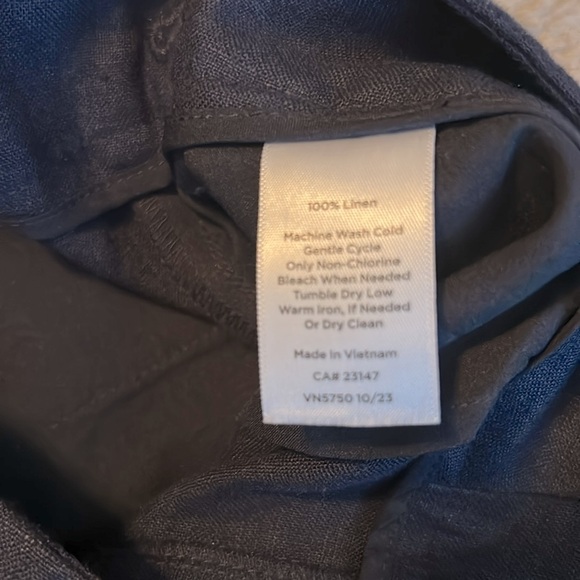 100% Linen
Machine Wash Cold
Gentle Cycle
Only Non-Chlorine
Bleach When Needed
Tumble Dry Low
Warm Iron, If Needed
Or Dry Clean
Made in Vietnam
CA# 23147
VN5750 10/23